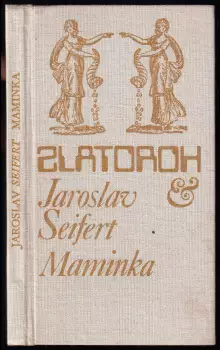 JAROSLAV SEIFERT MAMINKA
ZLATOROH
Jaroslav &
Seifert
Maminka